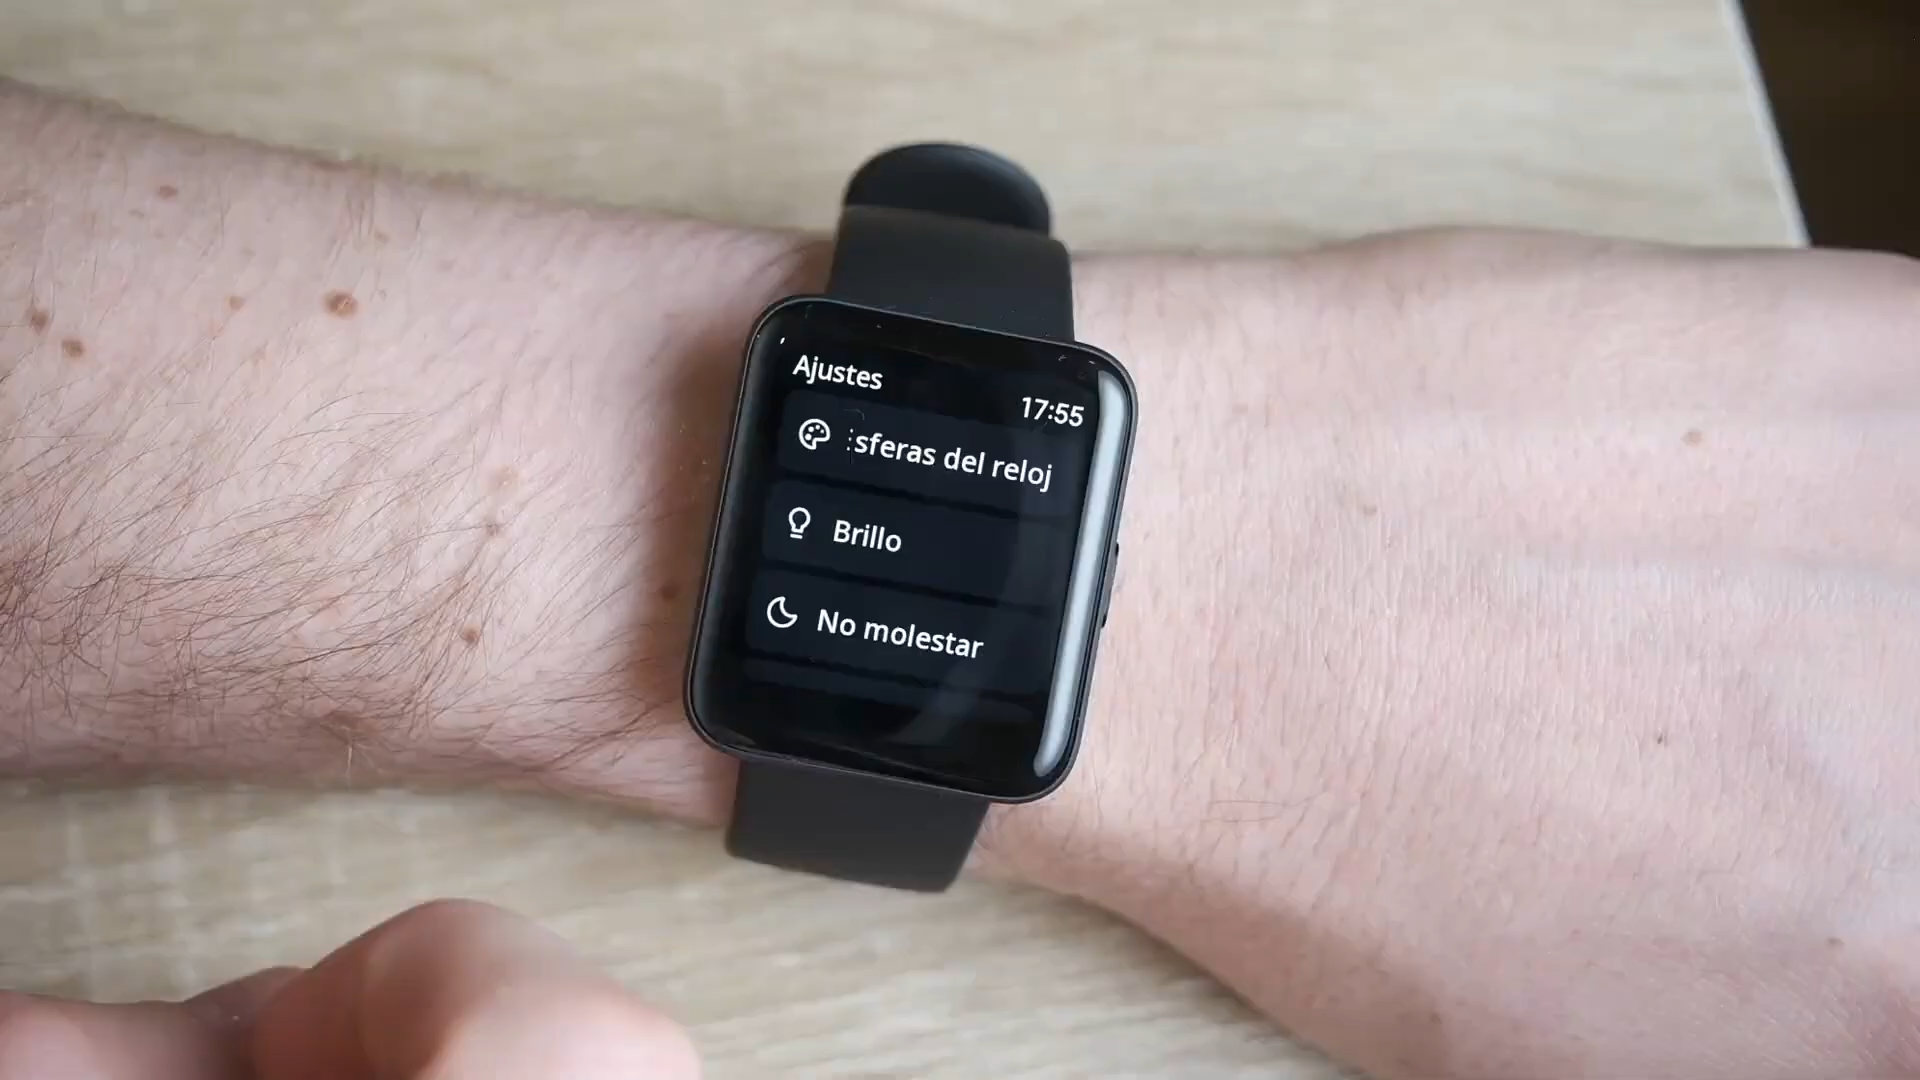 Ajustes
17:55
sferas del reloj
Brillo
No molestar